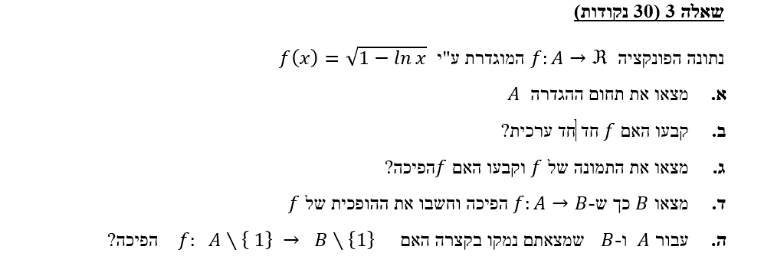 שאלה 3 (30 נקודות)
נתונה הפונקציה f: A → ℜ המוגדרת ע"י f(x) = √(1 − ln x)
א. מצאו את תחום ההגדרה A
ב. קבעו האם f חד חד ערכית?
ג. מצאו את התמונה של f וקבעו האם f הפיכה?
ד. מצאו B כך ש-f: A → B הפיכה וחשבו את ההופכית של f
ה. עבור A ו-B שמצאתם נמקו בקצרה האם f: A \ { 1} → B \ {1} הפיכה?